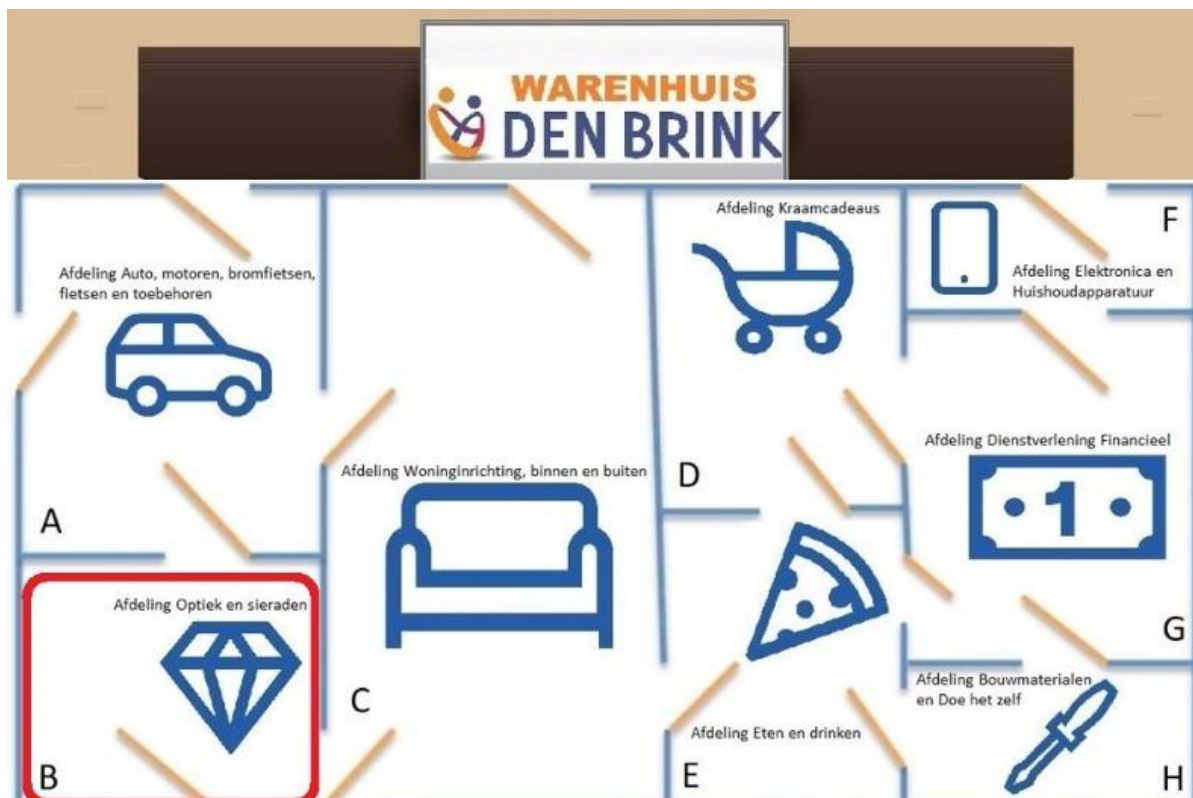 WARENHUIS
DEN BRINK
Afdeling Kraamcadeaus
F
Afdeling Auto, motoren, bromfietsen,
fietsen en toebehoren
Afdeling Elektronica en
Huishoudapparatuur
Afdeling Dienstverlening Financieel
1
Afdeling Woninginrichting, binnen en buiten
D
A
Afdeling Optiek en sieraden
G
Afdeling Bouwmaterialen
en Doe het zelf
C
Afdeling Eten en drinken
B
E
H